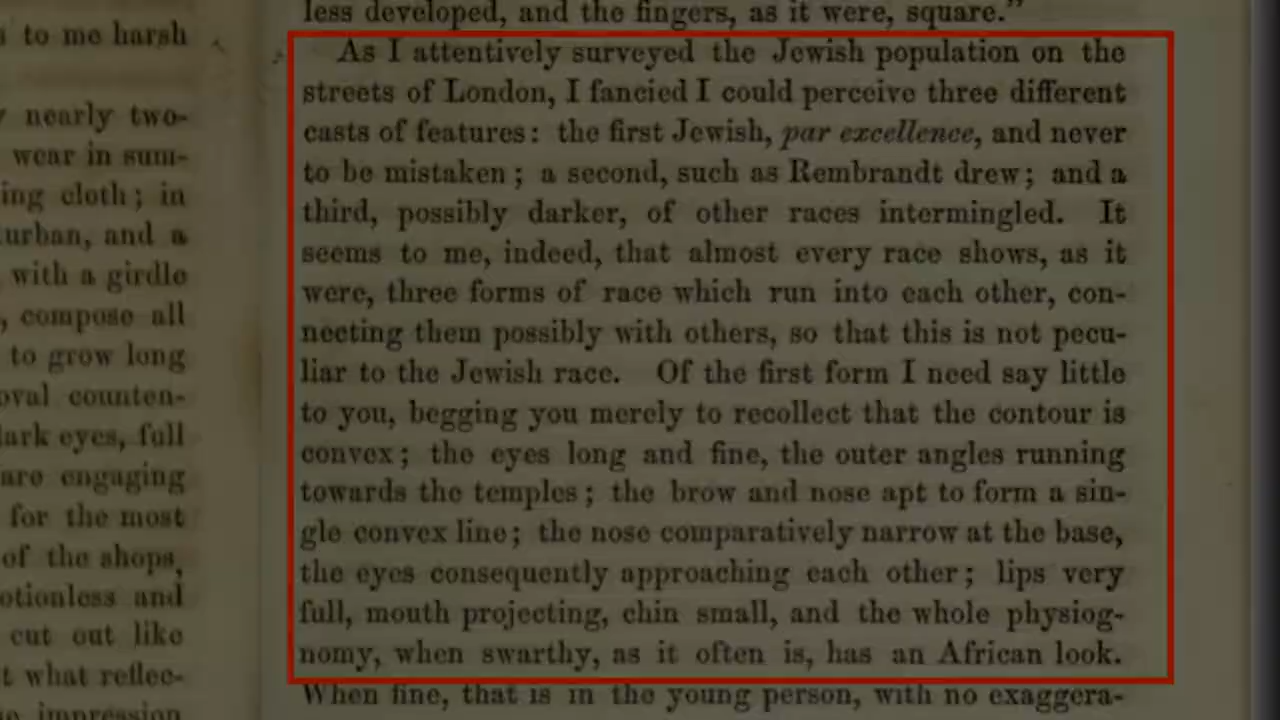 s to me harsh
nearly two-
wear in sum-
ing cloth; in
urban, and a
with a girdle
, compose all
to grow long
oval counten-
dark eyes, full
are engaging
for the most
of the shops,
otionless and
cut out like
t what reflec-
impression
less developed, and the fingers, as it were, square."
As I attentively surveyed the Jewish population on the
streets of London, I fancied I could perceive three different
casts of features: the first Jewish, par excellence, and never
to be mistaken; a second, such as Rembrandt drew; and a
third, possibly darker, of other races intermingled. It
seems to me, indeed, that almost every race shows, as it
were, three forms of race which run into each other, con-
necting them possibly with others, so that this is not pecu-
liar to the Jewish race. Of the first form I need say little
to you, begging you merely to recollect that the contour is
convex; the eyes long and fine, the outer angles running
towards the temples; the brow and nose apt to form a sin-
gle convex line; the nose comparatively narrow at the base,
the eyes consequently approaching each other; lips very
full, mouth projecting, chin small, and the whole physiog-
nomy, when swarthy, as it often is, has an African look.
When fine, that is in the young person, with no exaggera-